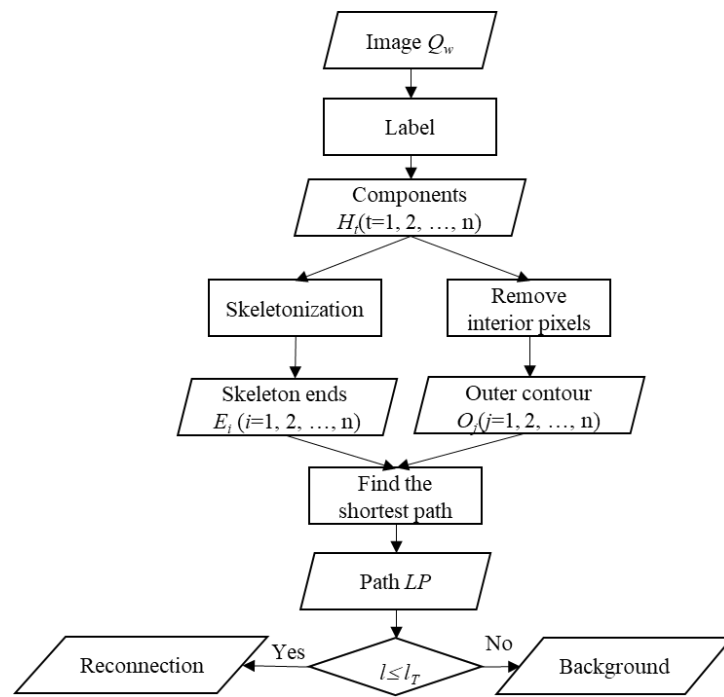 Image Q_w
Label
Components
H_t(t=1, 2, …, n)
Skeletonization
Remove
interior pixels
Skeleton ends
E_i (i=1, 2, …, n)
Outer contour
O_j(j=1, 2, …, n)
Find the
shortest path
Path LP
Yes
No
Reconnection
l≤l_T
Background